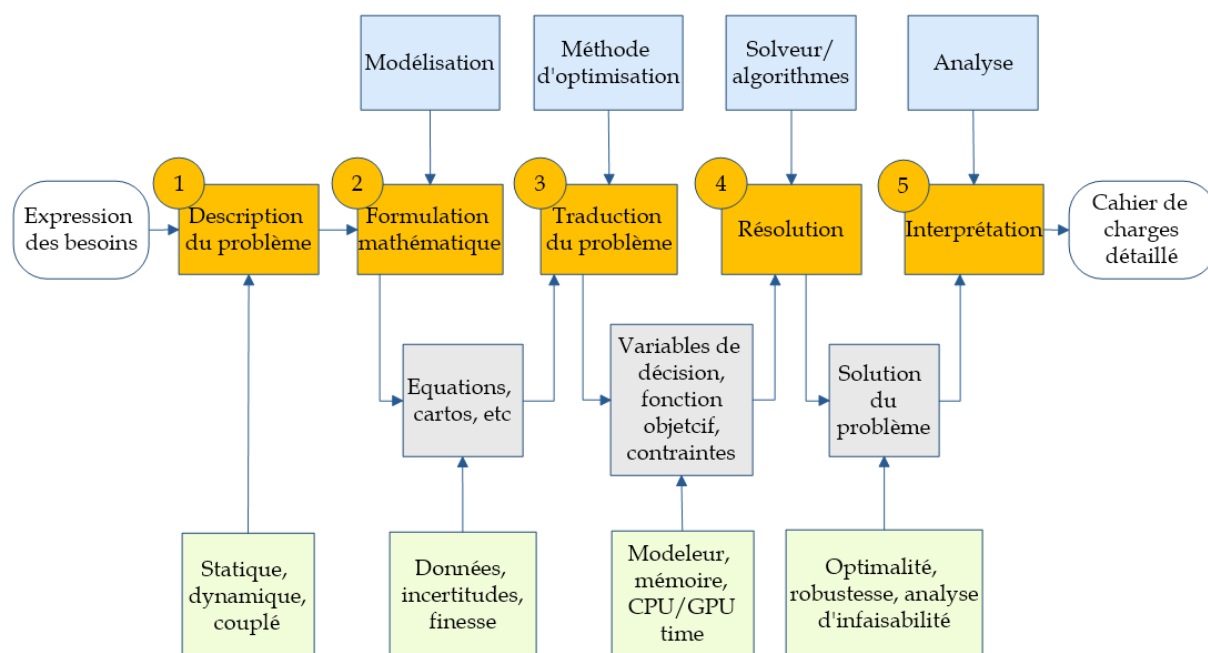 Modélisation
Méthode
d'optimisation
Solveur/
algorithmes
Analyse
1
2
3
4
5
Expression
des besoins
Description
du problème
Formulation
mathématique
Traduction
du problème
Résolution
Interprétation
Cahier de
charges
détaillé
Equations,
cartos, etc
Variables de
décision,
fonction
objetcif,
contraintes
Solution
du
problème
Statique,
dynamique,
couplé
Données,
incertitudes,
finesse
Modeleur,
mémoire,
CPU/GPU
time
Optimalité,
robustesse, analyse
d'infaisabilité